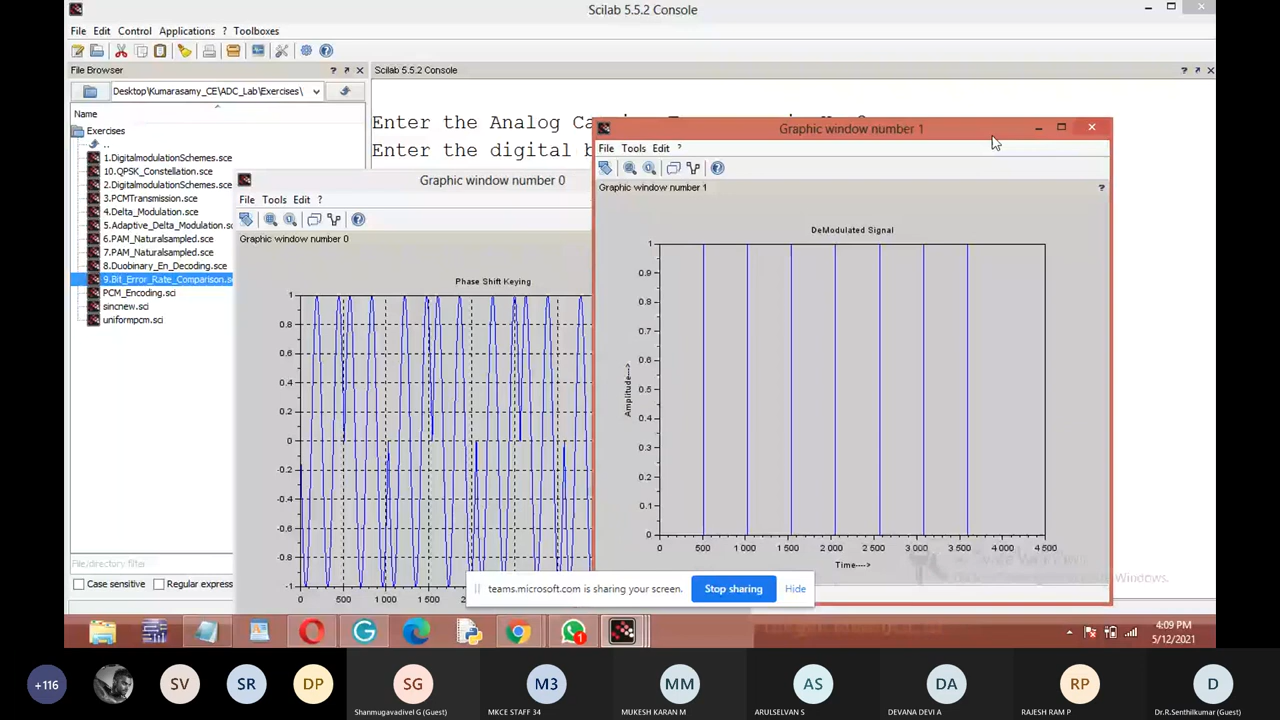 Scilab 5.5.2 Console
File Edit Control Applications ? Toolboxes
File Browser ? Scilab 5.5.2 Console ?
Desktop\Kumarasamy_CE\ADC_Lab\Exercises\
Name
Exercises
..
1.DigitalmodulationSchemes.sce
10.QPSK_Constellation.sce
2.DigitalmodulationSchemes.sce
3.PCMTransmission.sce
4.Delta_Modulation.sce
5.Adaptive_Delta_Modulation.sc
6.PAM_Naturalsampled.sce
7.PAM_Naturalsampled.sce
8.Duobinary_En_Decoding.sce
9.Bit_Error_Rate_Comparison.s
PCM_Encoding.sci
sincnew.sci
uniformpcm.sci
File/directory filter
Case sensitive Regular express
Enter the Analog Ca
Enter the digital b
Graphic window number 0
File Tools Edit ?
Graphic window number 0
Phase Shift Keying
1
0.8
0.6
0.4
0.2
0
-0.2
-0.4
-0.6
-0.8
-1
0 500 1 000 1 500
Graphic window number 1
File Tools Edit ?
Graphic window number 1 ?
DeModulated Signal
1
0.9
0.8
0.7
0.6
0.5
0.4
0.3
0.2
0.1
0
Amplitude--->
0 500 1 000 1 500 2 000 2 500 3 000 3 500 4 000 4 500
Time---->
Windows.
teams.microsoft.com is sharing your screen. Stop sharing Hide
1
4:09 PM
5/12/2021
+116 SV SR DP SG M3 MM AS DA RP D
Shanmugavadivel G (Guest) MKCE STAFF 34 MUKESH KARAN M ARULSELVAN S DEVANA DEVI A RAJESH RAM P Dr.R.Senthilkumar (Guest)